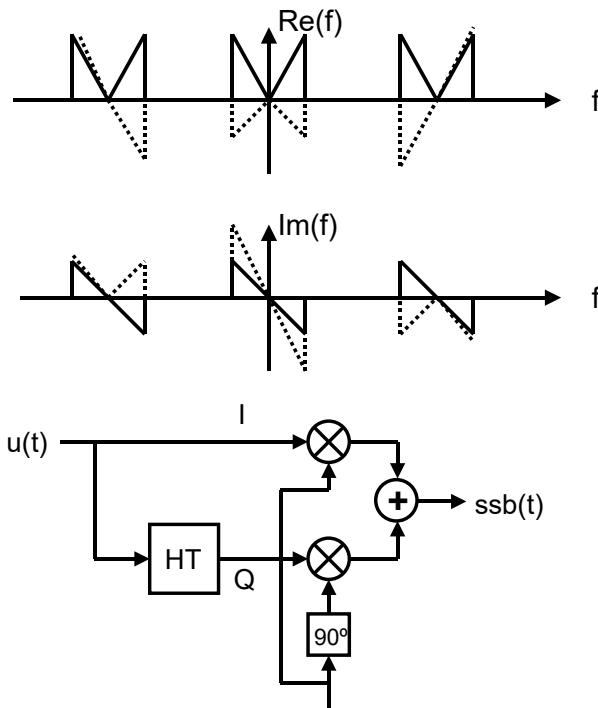 Re(f)
f
Im(f)
f
I
u(t)
+
ssb(t)
HT
Q
90º